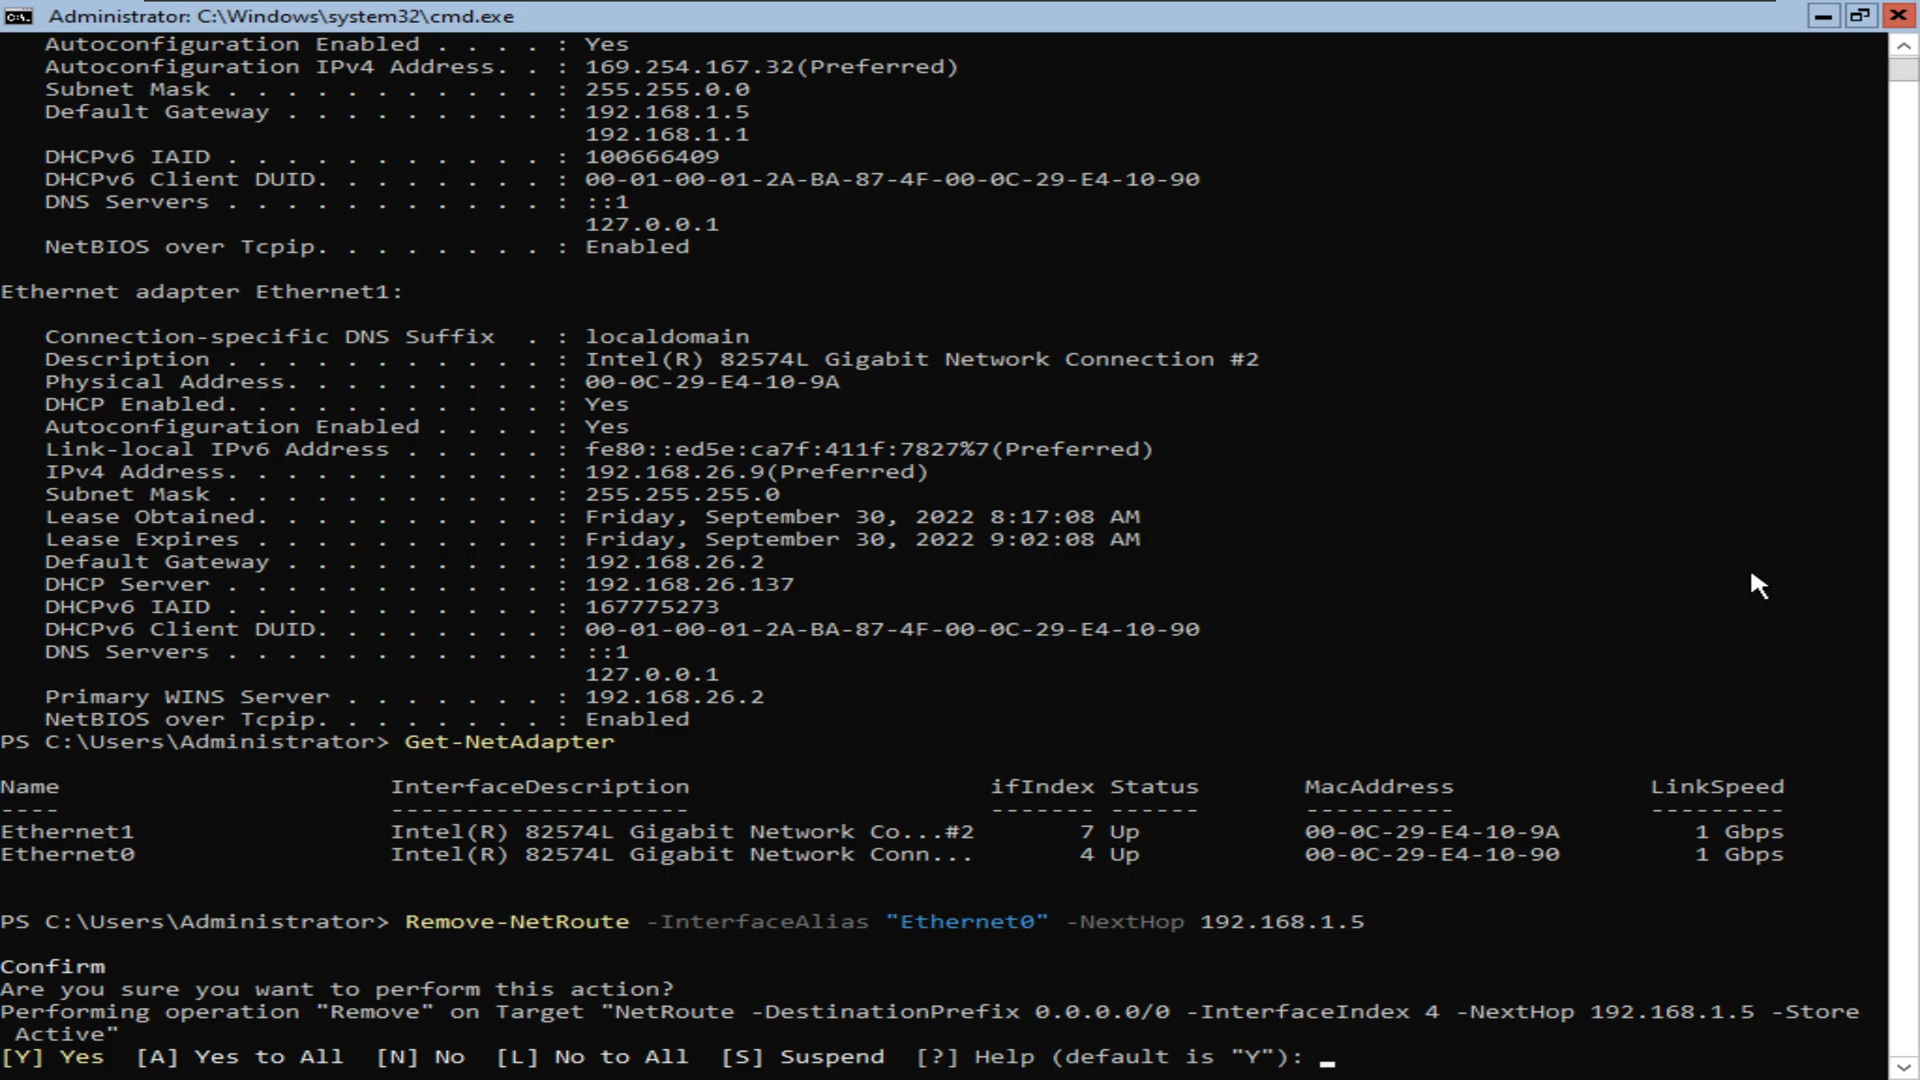 Administrator: C:\Windows\system32\cmd.exe
Autoconfiguration Enabled . . . . : Yes
Autoconfiguration IPv4 Address. . : 169.254.167.32(Preferred)
Subnet Mask . . . . . . . . . . . : 255.255.0.0
Default Gateway . . . . . . . . . : 192.168.1.5
192.168.1.1
DHCPv6 IAID . . . . . . . . . . . : 100666409
DHCPv6 Client DUID. . . . . . . . : 00-01-00-01-2A-BA-87-4F-00-0C-29-E4-10-90
DNS Servers . . . . . . . . . . . : ::1
127.0.0.1
NetBIOS over Tcpip. . . . . . . . : Enabled
Ethernet adapter Ethernet1:
Connection-specific DNS Suffix  . : localdomain
Description . . . . . . . . . . . : Intel(R) 82574L Gigabit Network Connection #2
Physical Address. . . . . . . . . : 00-0C-29-E4-10-9A
DHCP Enabled. . . . . . . . . . . : Yes
Autoconfiguration Enabled . . . . : Yes
Link-local IPv6 Address . . . . . : fe80::ed5e:ca7f:411f:7827%7(Preferred)
IPv4 Address. . . . . . . . . . . : 192.168.26.9(Preferred)
Subnet Mask . . . . . . . . . . . : 255.255.255.0
Lease Obtained. . . . . . . . . . : Friday, September 30, 2022 8:17:08 AM
Lease Expires . . . . . . . . . . : Friday, September 30, 2022 9:02:08 AM
Default Gateway . . . . . . . . . : 192.168.26.2
DHCP Server . . . . . . . . . . . : 192.168.26.137
DHCPv6 IAID . . . . . . . . . . . : 167775273
DHCPv6 Client DUID. . . . . . . . : 00-01-00-01-2A-BA-87-4F-00-0C-29-E4-10-90
DNS Servers . . . . . . . . . . . : ::1
127.0.0.1
Primary WINS Server . . . . . . . : 192.168.26.2
NetBIOS over Tcpip. . . . . . . . : Enabled
PS C:\Users\Administrator> Get-NetAdapter
Name InterfaceDescription ifIndex Status MacAddress LinkSpeed
---- -------------------- ------- ------ ---------- ---------
Ethernet1 Intel(R) 82574L Gigabit Network Co...#2 7 Up 00-0C-29-E4-10-9A 1 Gbps
Ethernet0 Intel(R) 82574L Gigabit Network Conn... 4 Up 00-0C-29-E4-10-90 1 Gbps
PS C:\Users\Administrator> Remove-NetRoute -InterfaceAlias "Ethernet0" -NextHop 192.168.1.5
Confirm
Are you sure you want to perform this action?
Performing operation "Remove" on Target "NetRoute -DestinationPrefix 0.0.0.0/0 -InterfaceIndex 4 -NextHop 192.168.1.5 -Store
Active"
[Y] Yes  [A] Yes to All  [N] No  [L] No to All  [S] Suspend  [?] Help (default is "Y"):